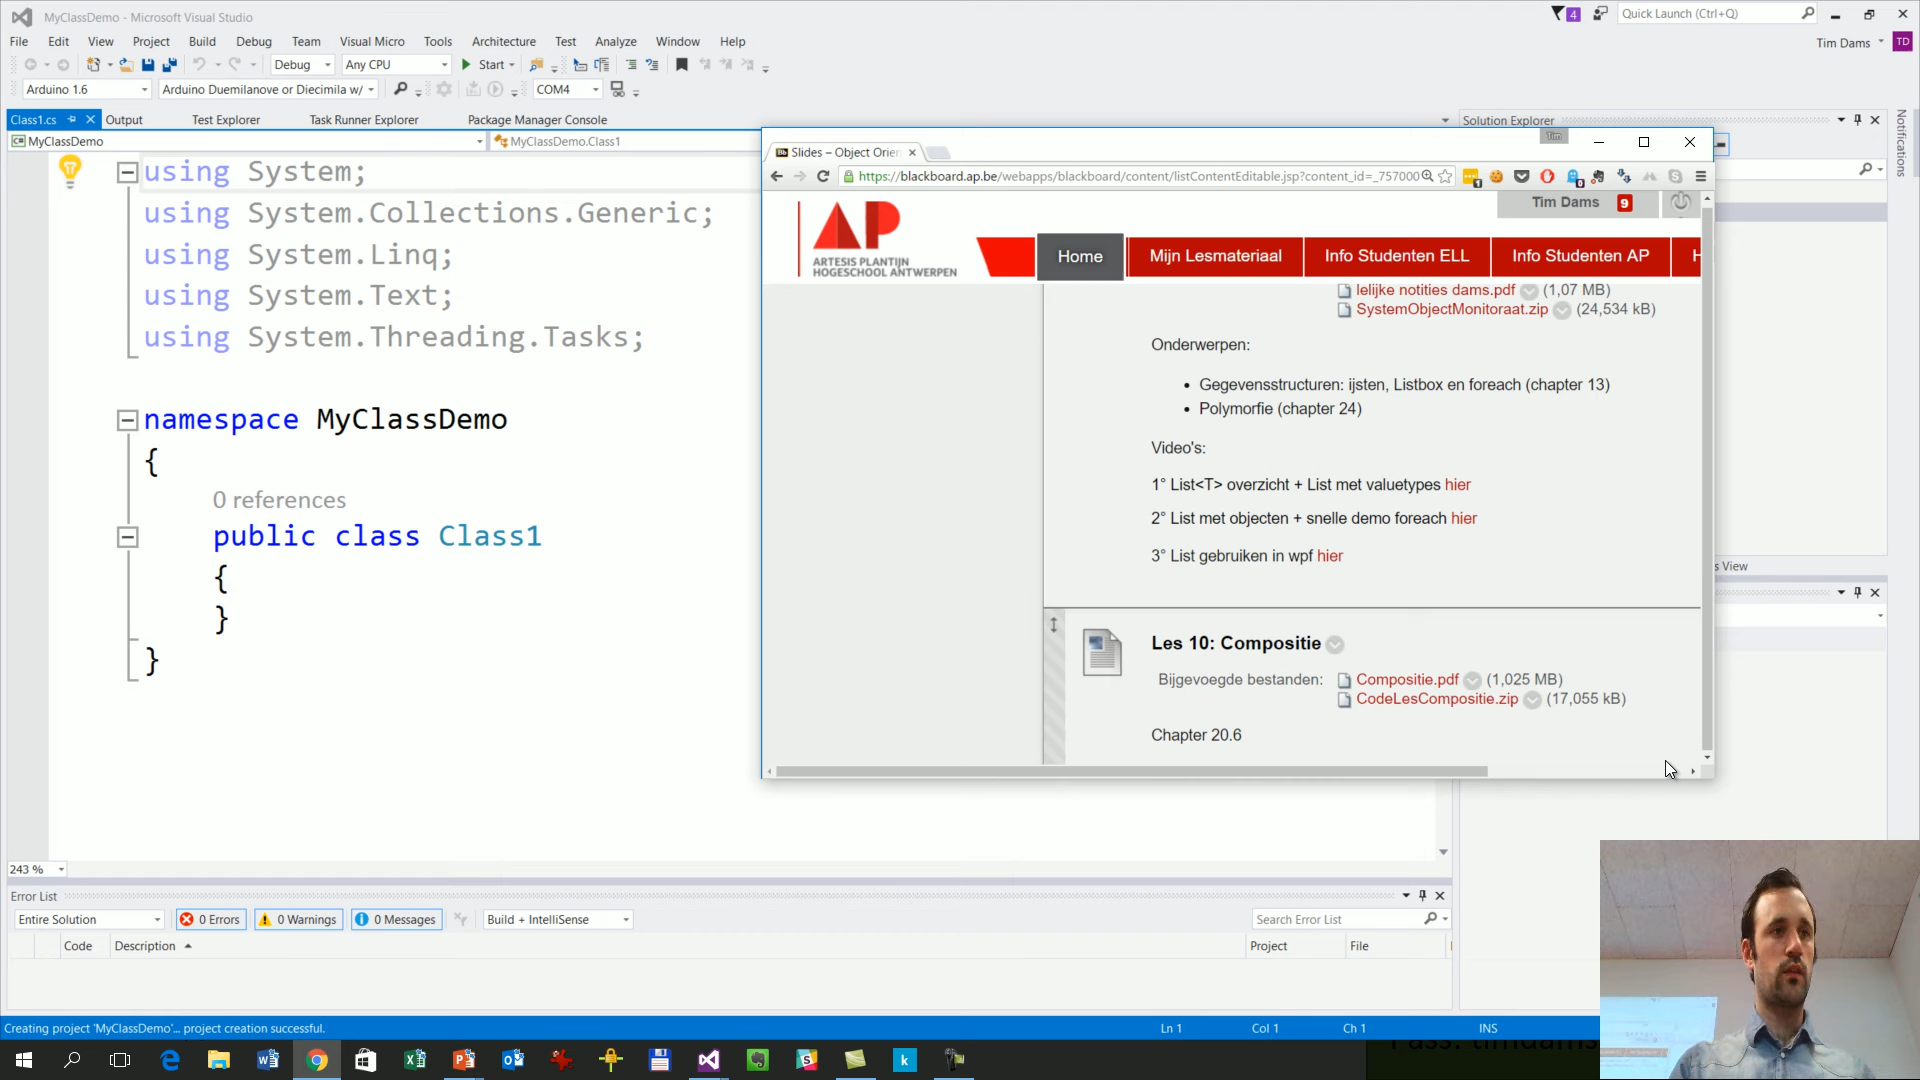 MyClassDemo - Microsoft Visual Studio
4
Quick Launch (Ctrl+Q)
File Edit View Project Build Debug Team Visual Micro Tools Architecture Test Analyze Window Help
Tim Dams TD
Debug Any CPU Start
Arduino 1.6 Arduino Duemilanove or Diecimila w/ COM4
Class1.cs Output Test Explorer Task Runner Explorer Package Manager Console
Solution Explorer
Notifications
MyClassDemo MyClassDemo.Class1
using System;
using System.Collections.Generic;
using System.Linq;
using System.Text;
using System.Threading.Tasks;
namespace MyClassDemo
{
0 references
public class Class1
{
}
}
243 %
Tim
Slides – Object Orien
https://blackboard.ap.be/webapps/blackboard/content/listContentEditable.jsp?content_id=_757000
Tim Dams 9
AP
ARTESIS PLANTIJN
HOGESCHOOL ANTWERPEN
Home Mijn Lesmateriaal Info Studenten ELL Info Studenten AP H
lelijke notities dams.pdf (1,07 MB)
SystemObjectMonitoraat.zip (24,534 kB)
Onderwerpen:
• Gegevensstructuren: ijsten, Listbox en foreach (chapter 13)
• Polymorfie (chapter 24)
Video's:
1° List<T> overzicht + List met valuetypes hier
2° List met objecten + snelle demo foreach hier
3° List gebruiken in wpf hier
Les 10: Compositie
Bijgevoegde bestanden: Compositie.pdf (1,025 MB)
CodeLesCompositie.zip (17,055 kB)
Chapter 20.6
s View
Error List
Entire Solution 0 Errors 0 Warnings 0 Messages Build + IntelliSense Search Error List
Code Description Project File
Creating project 'MyClassDemo'... project creation successful. Ln 1 Col 1 Ch 1 INS